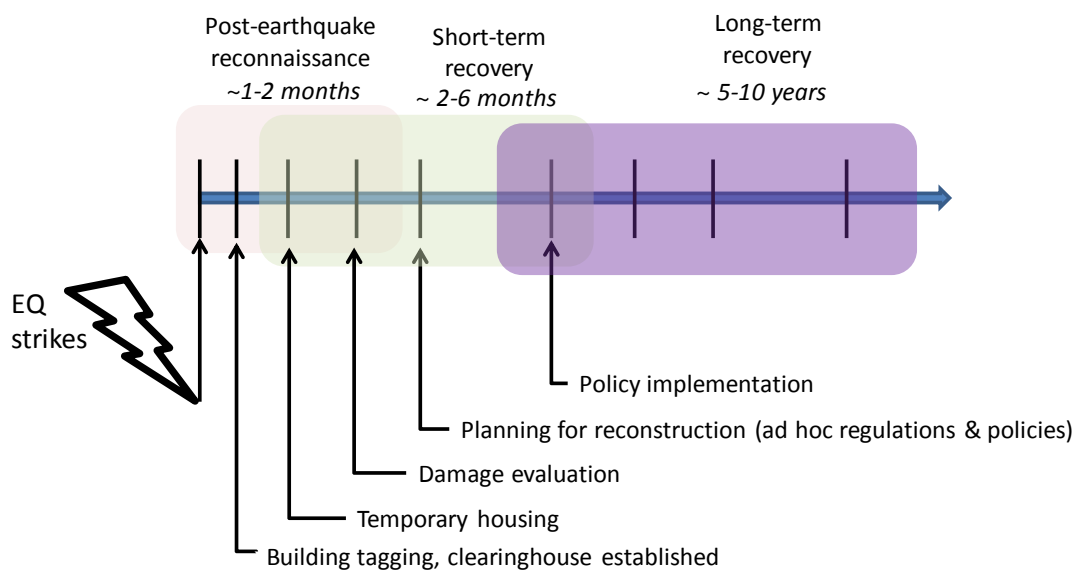 Post-earthquake
reconnaissance
~1-2 months
Short-term
recovery
~ 2-6 months
Long-term
recovery
~ 5-10 years
EQ
strikes
Policy implementation
Planning for reconstruction (ad hoc regulations & policies)
Damage evaluation
Temporary housing
Building tagging, clearinghouse established